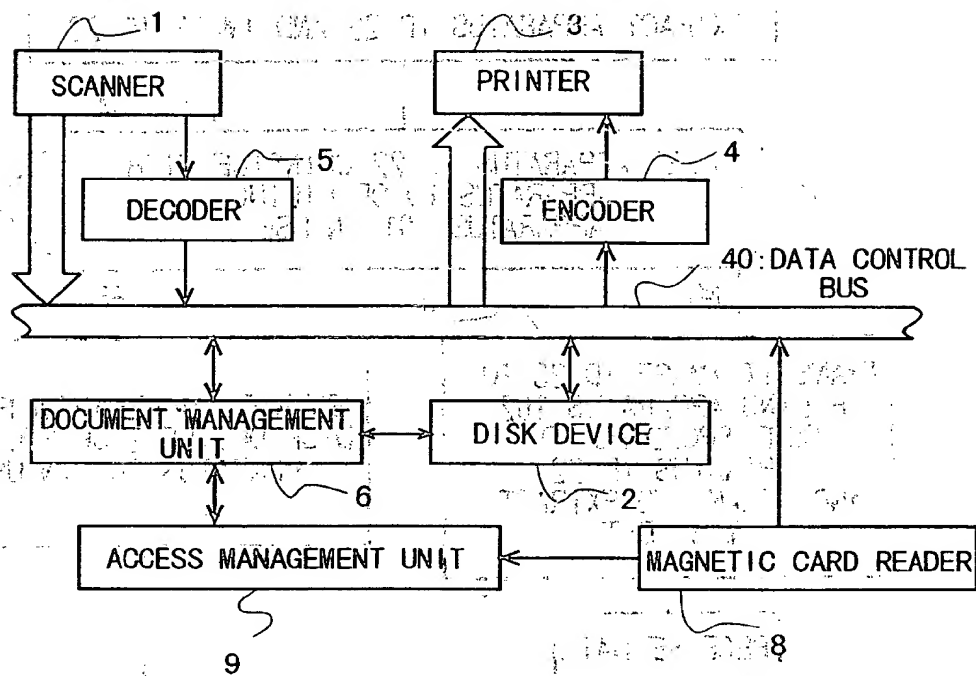 1
SCANNER
3
PRINTER
5
DECODER
4
ENCODER
40:DATA CONTROL
BUS
DOCUMENT MANAGEMENT
UNIT
6
DISK DEVICE
2
ACCESS MANAGEMENT UNIT
9
MAGNETIC CARD READER
8